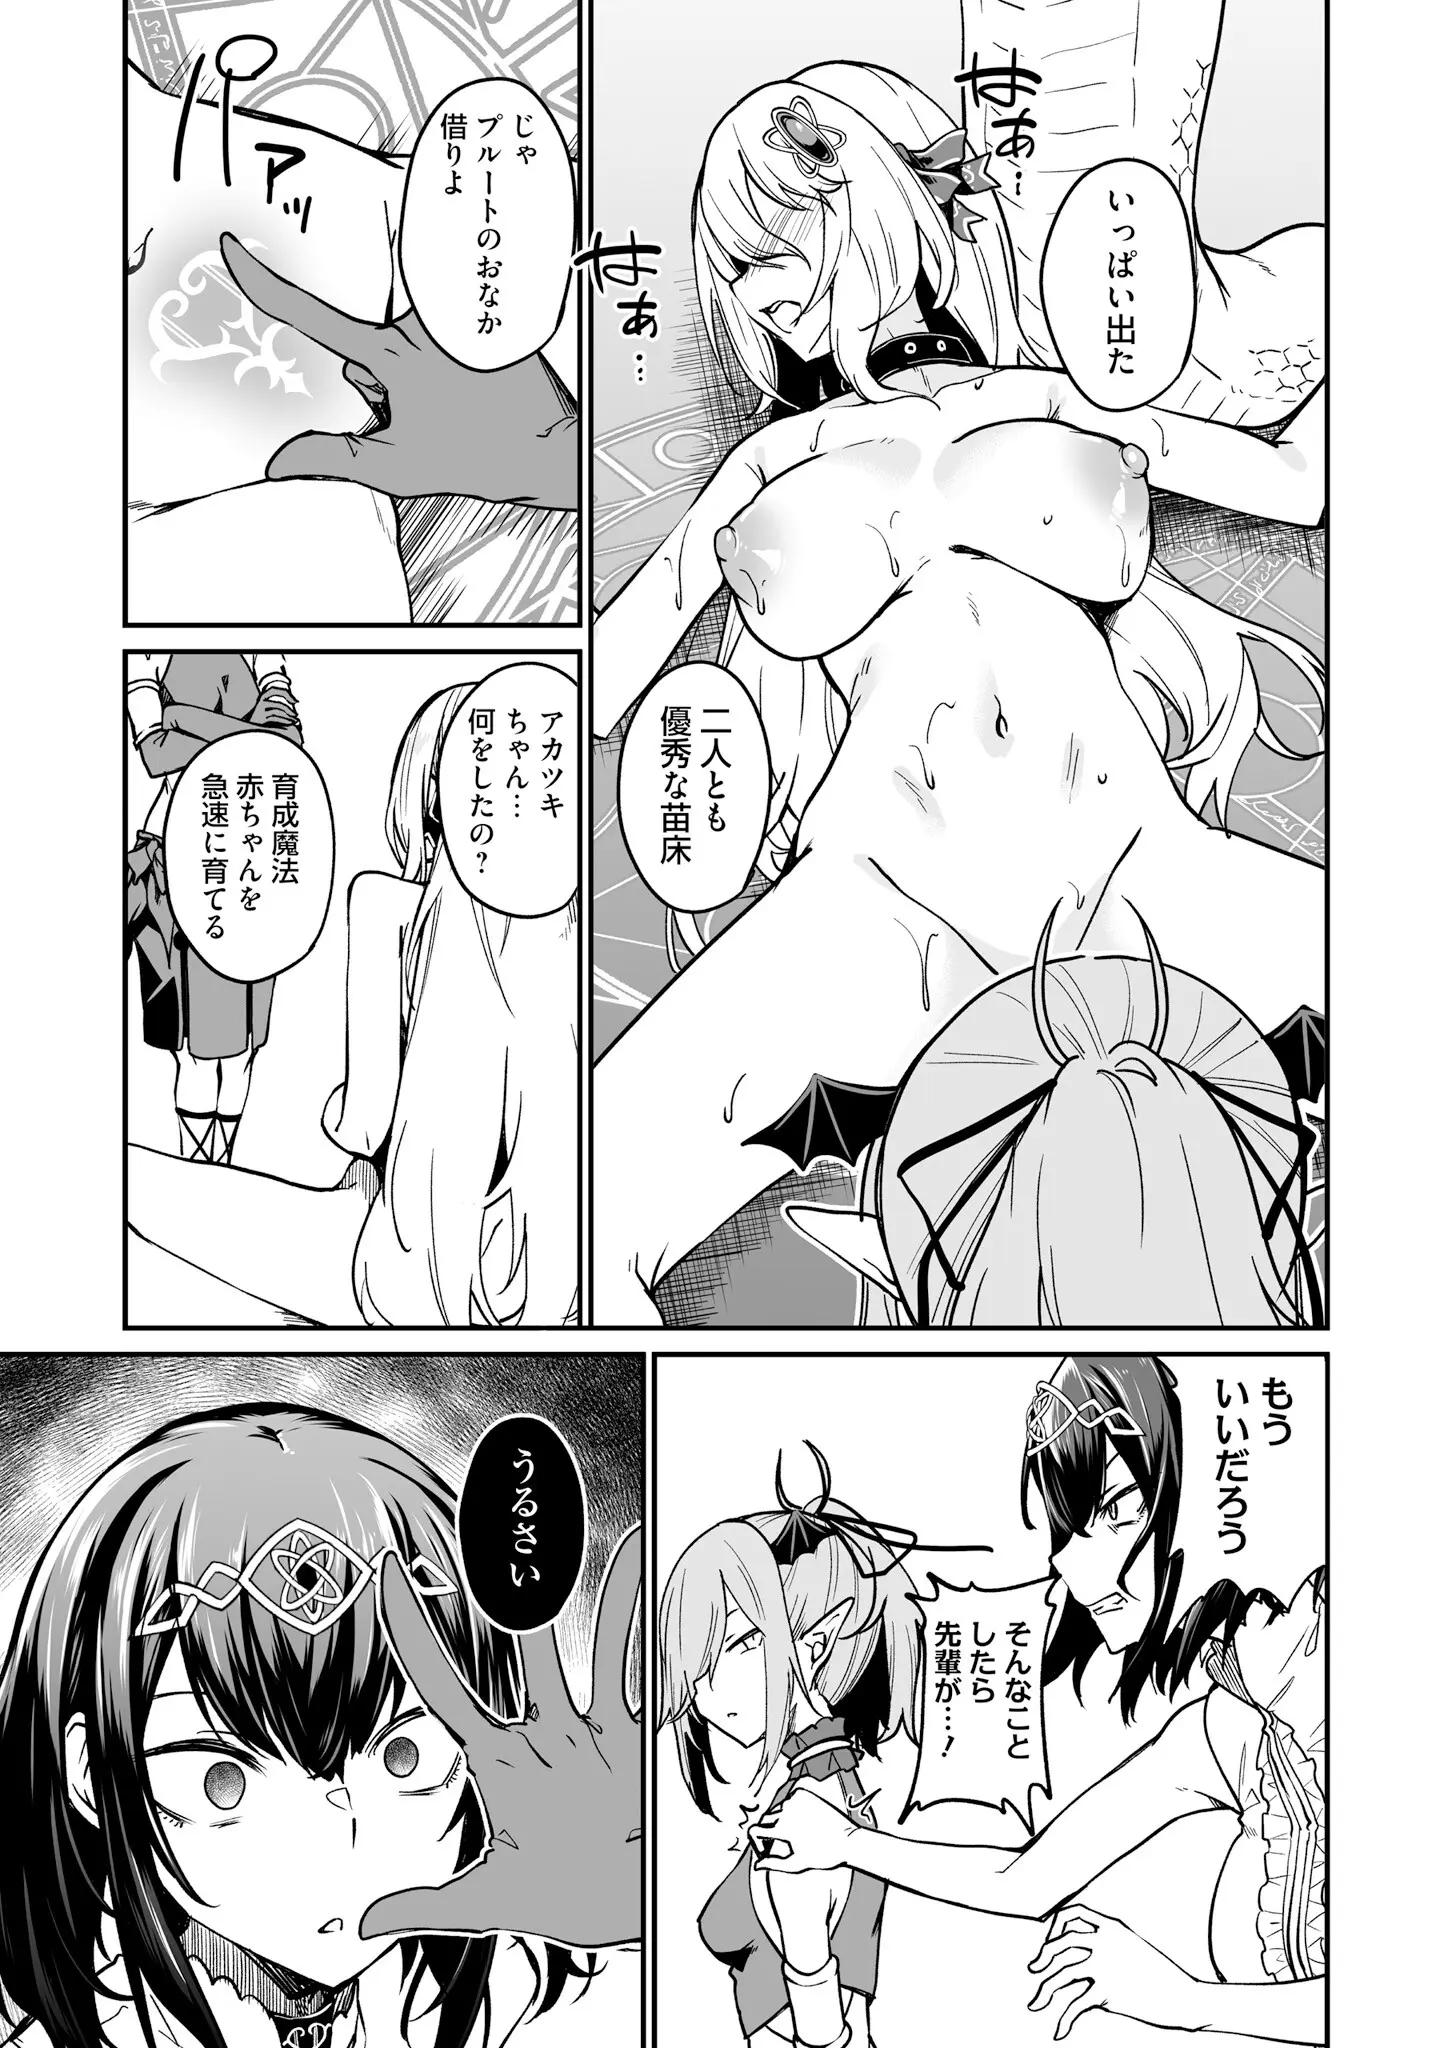 はぁ…
いっぱい出た
はぁ…
二人とも
優秀な苗床
じゃ
プルートのおなか
借りよ
パアッ
アカツキ
ちゃん…
何をしたの?
育成魔法
赤ちゃんを
急速に育てる
もう
いいだろう
そんなこと
したら
先輩が…!
うるさい